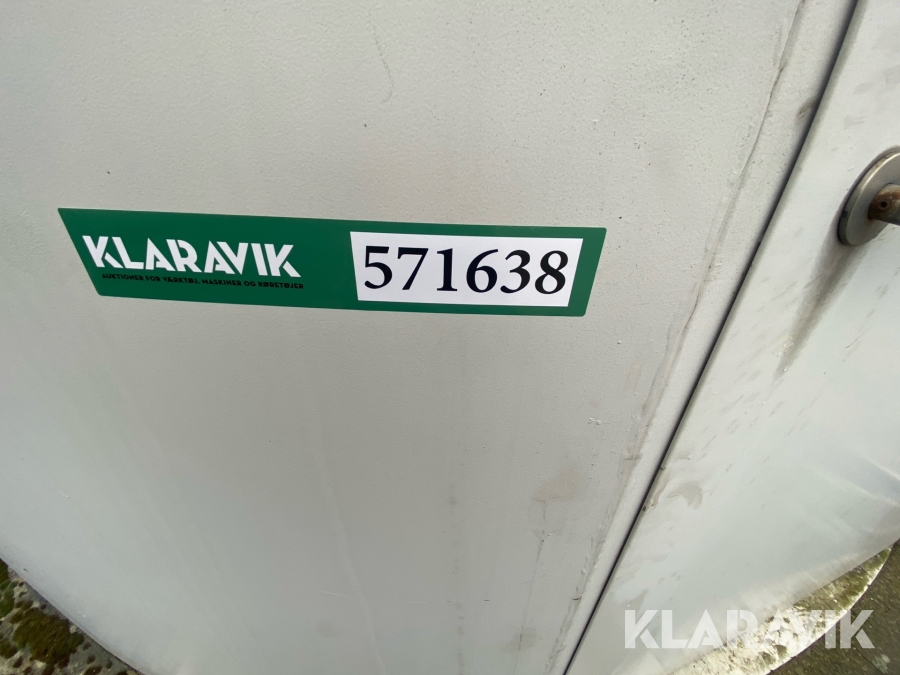 KLARAVIK
AUKTIONER FOR VÆRKTØJ, MASKINER OG KØRETØJER
571638
KLARAVIK